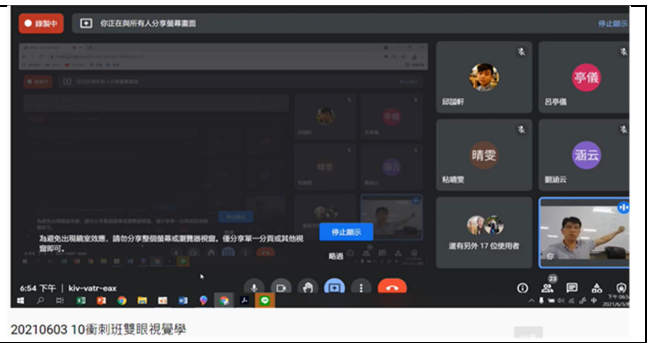 錄製中
你正在與所有人分享螢幕畫面
停止顯示
邱謚軒
亭儀
呂亭儀
晴雯
粘晴雯
涵云
劉涵云
還有另外 17 位使用者
你
為避免出現鏡室效應，請勿分享整個螢幕或瀏覽器視窗。僅分享單一分頁或其他視
窗即可。
停止顯示
略過
6:54 下午 | kiv-vatr-eax
23
20210603 10衝刺班雙眼視覺學